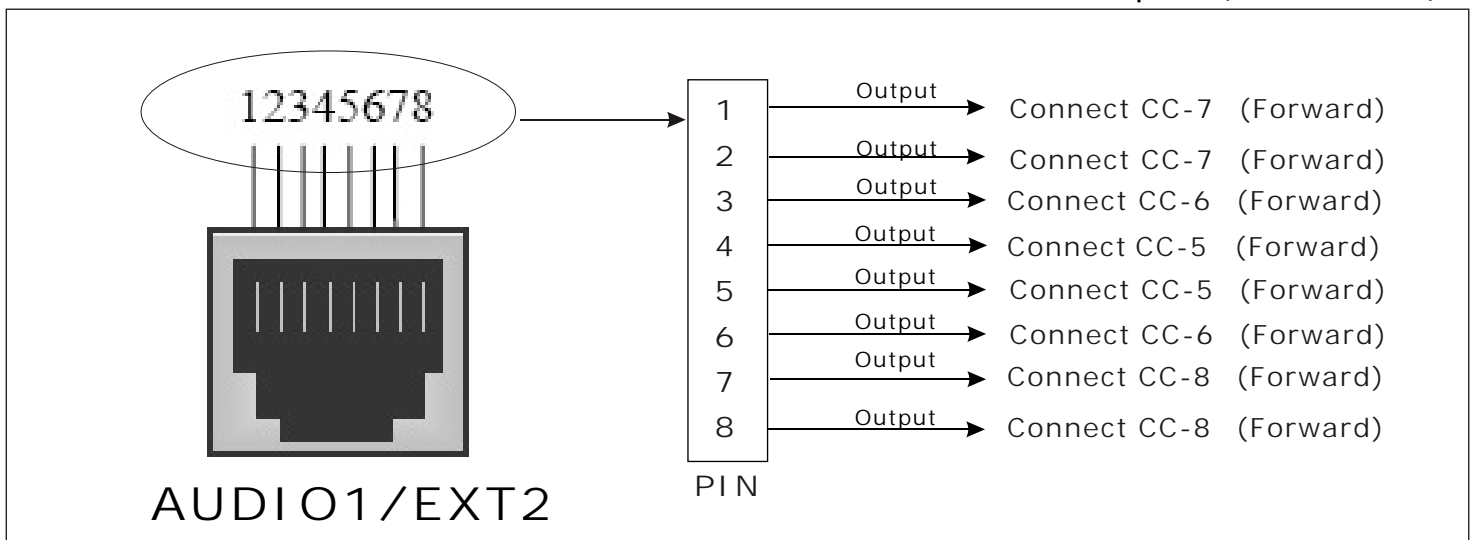 12345678
1 Output Connect CC-7 (Forward)
2 Output Connect CC-7 (Forward)
3 Output Connect CC-6 (Forward)
4 Output Connect CC-5 (Forward)
5 Output Connect CC-5 (Forward)
6 Output Connect CC-6 (Forward)
7 Output Connect CC-8 (Forward)
8 Output Connect CC-8 (Forward)
PIN
AUDIO1/EXT2